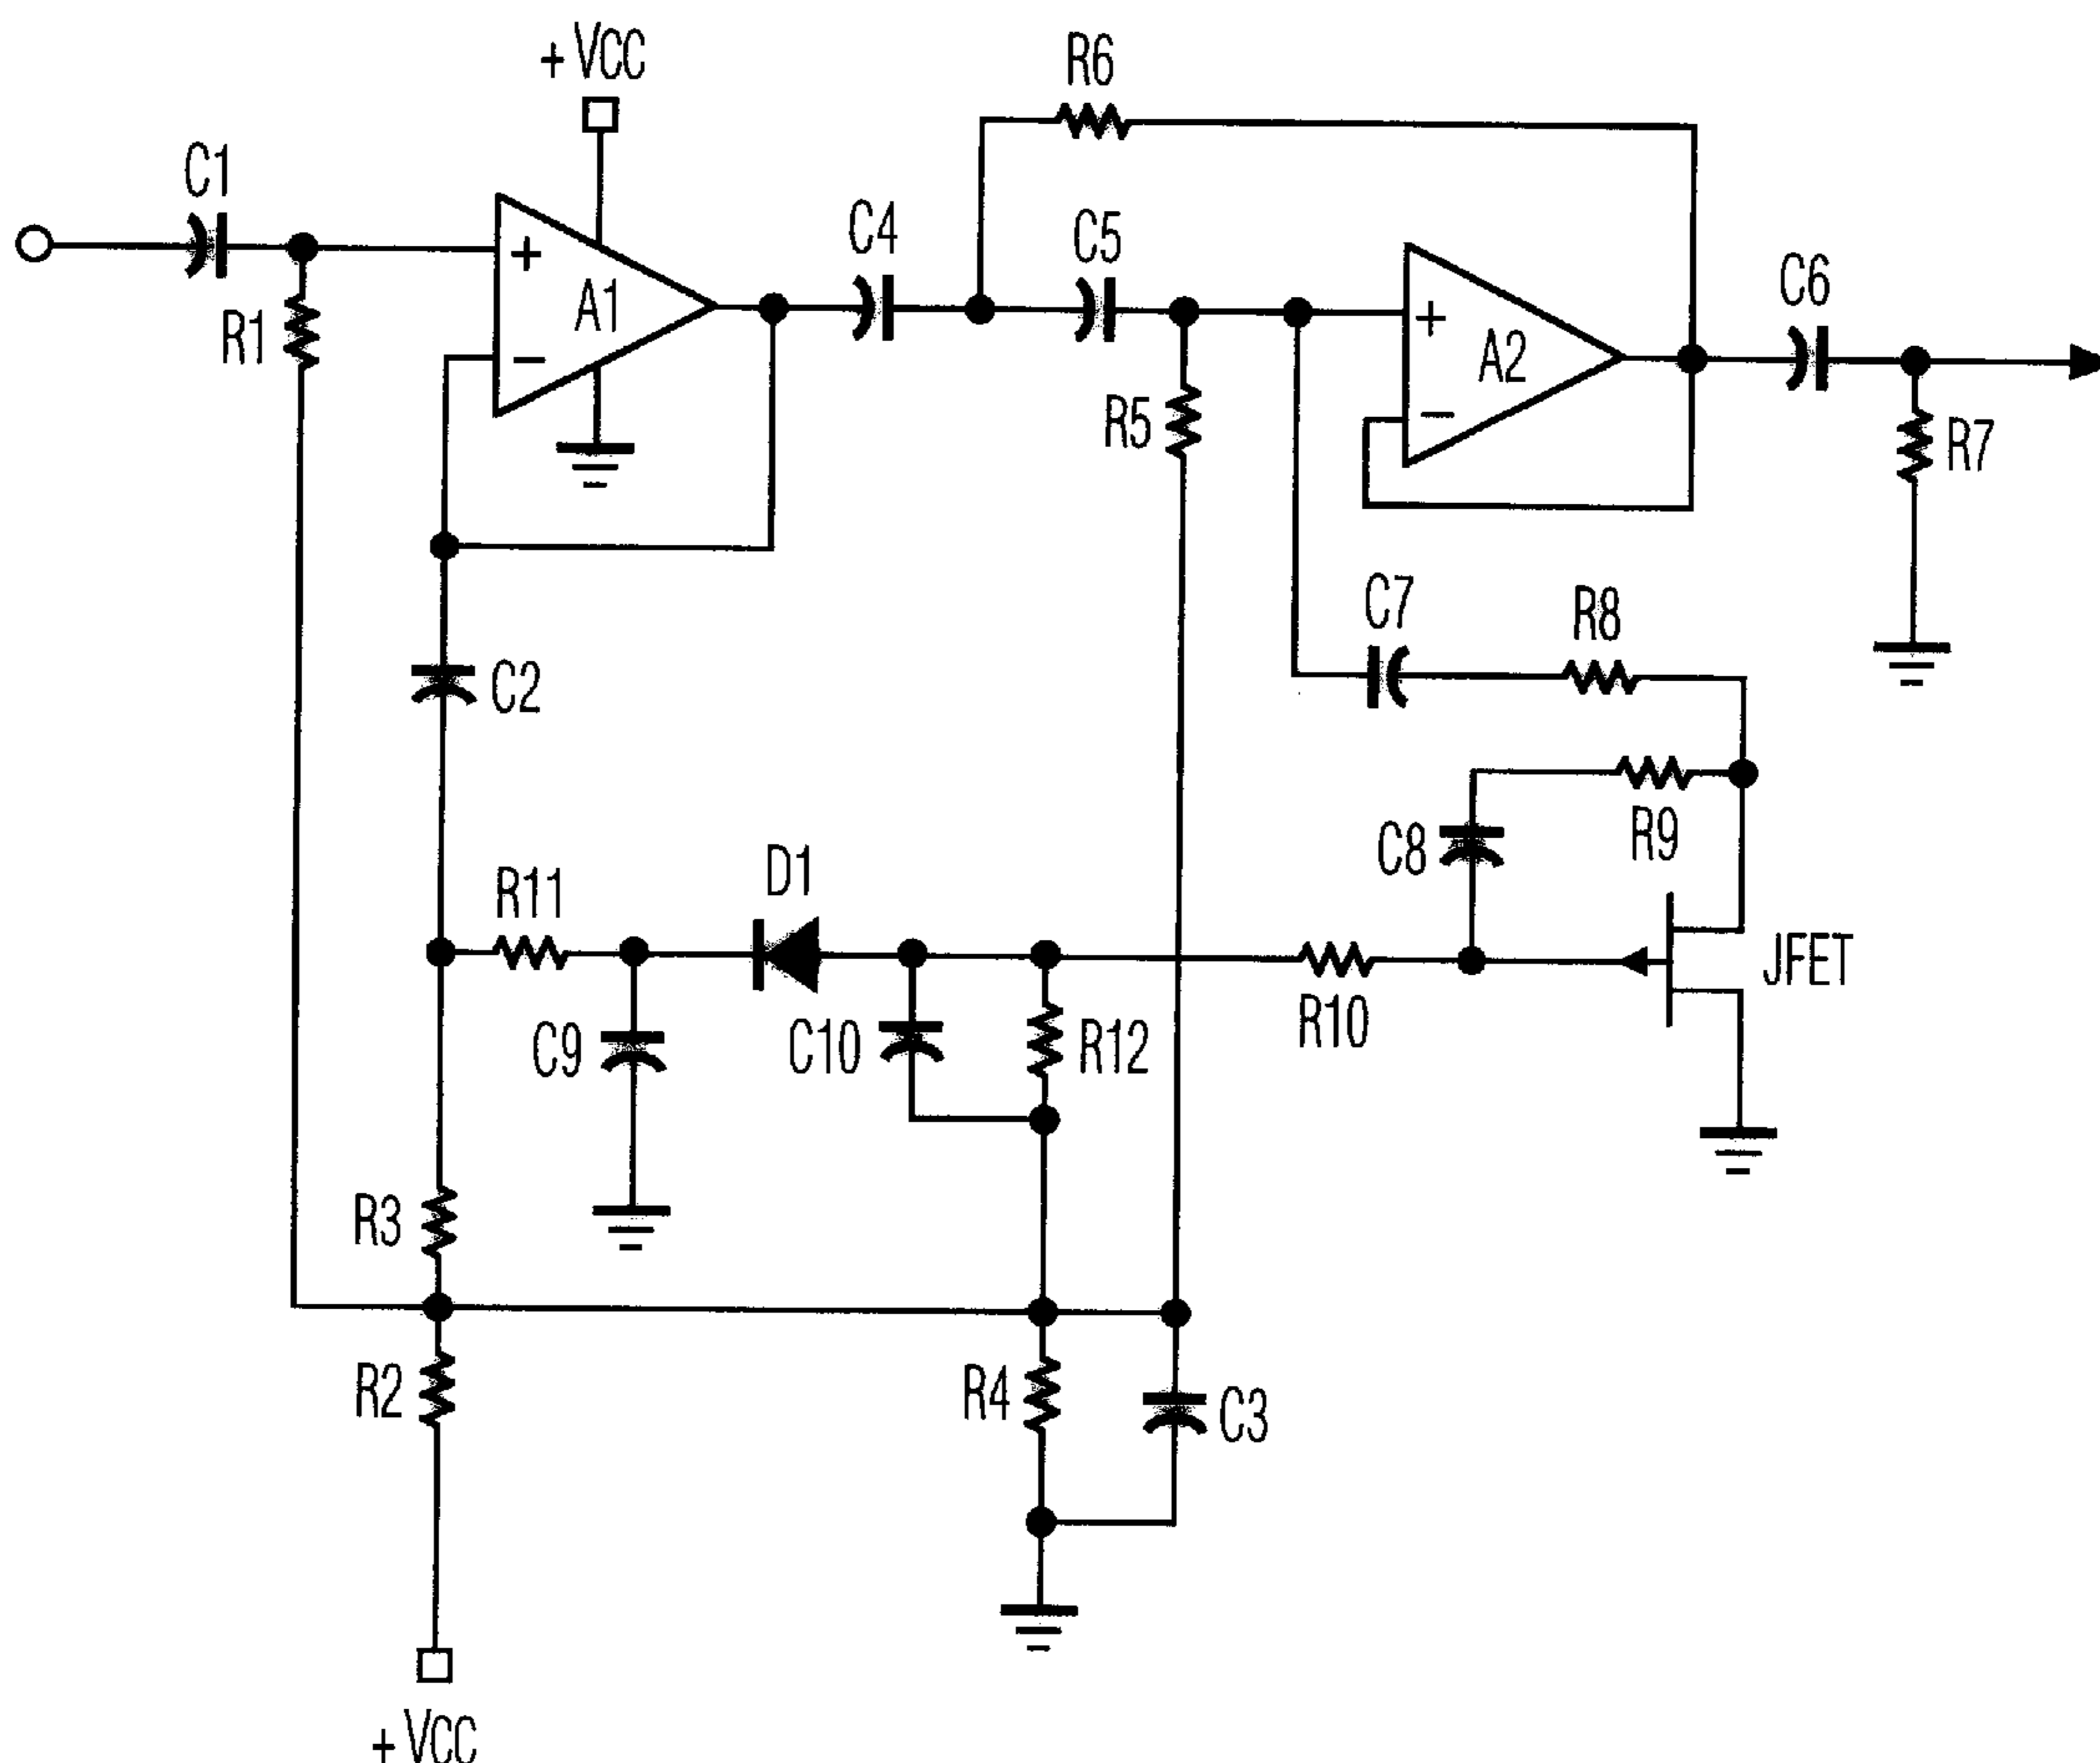 + VCC
R6
C1
C4
C5
C6
+
A1
−
R1
+
A2
−
R5
R7
C2
C7
R8
C8
R9
R11
D1
JFET
C9
C10
R12
R10
R3
R2
R4
C3
+ VCC